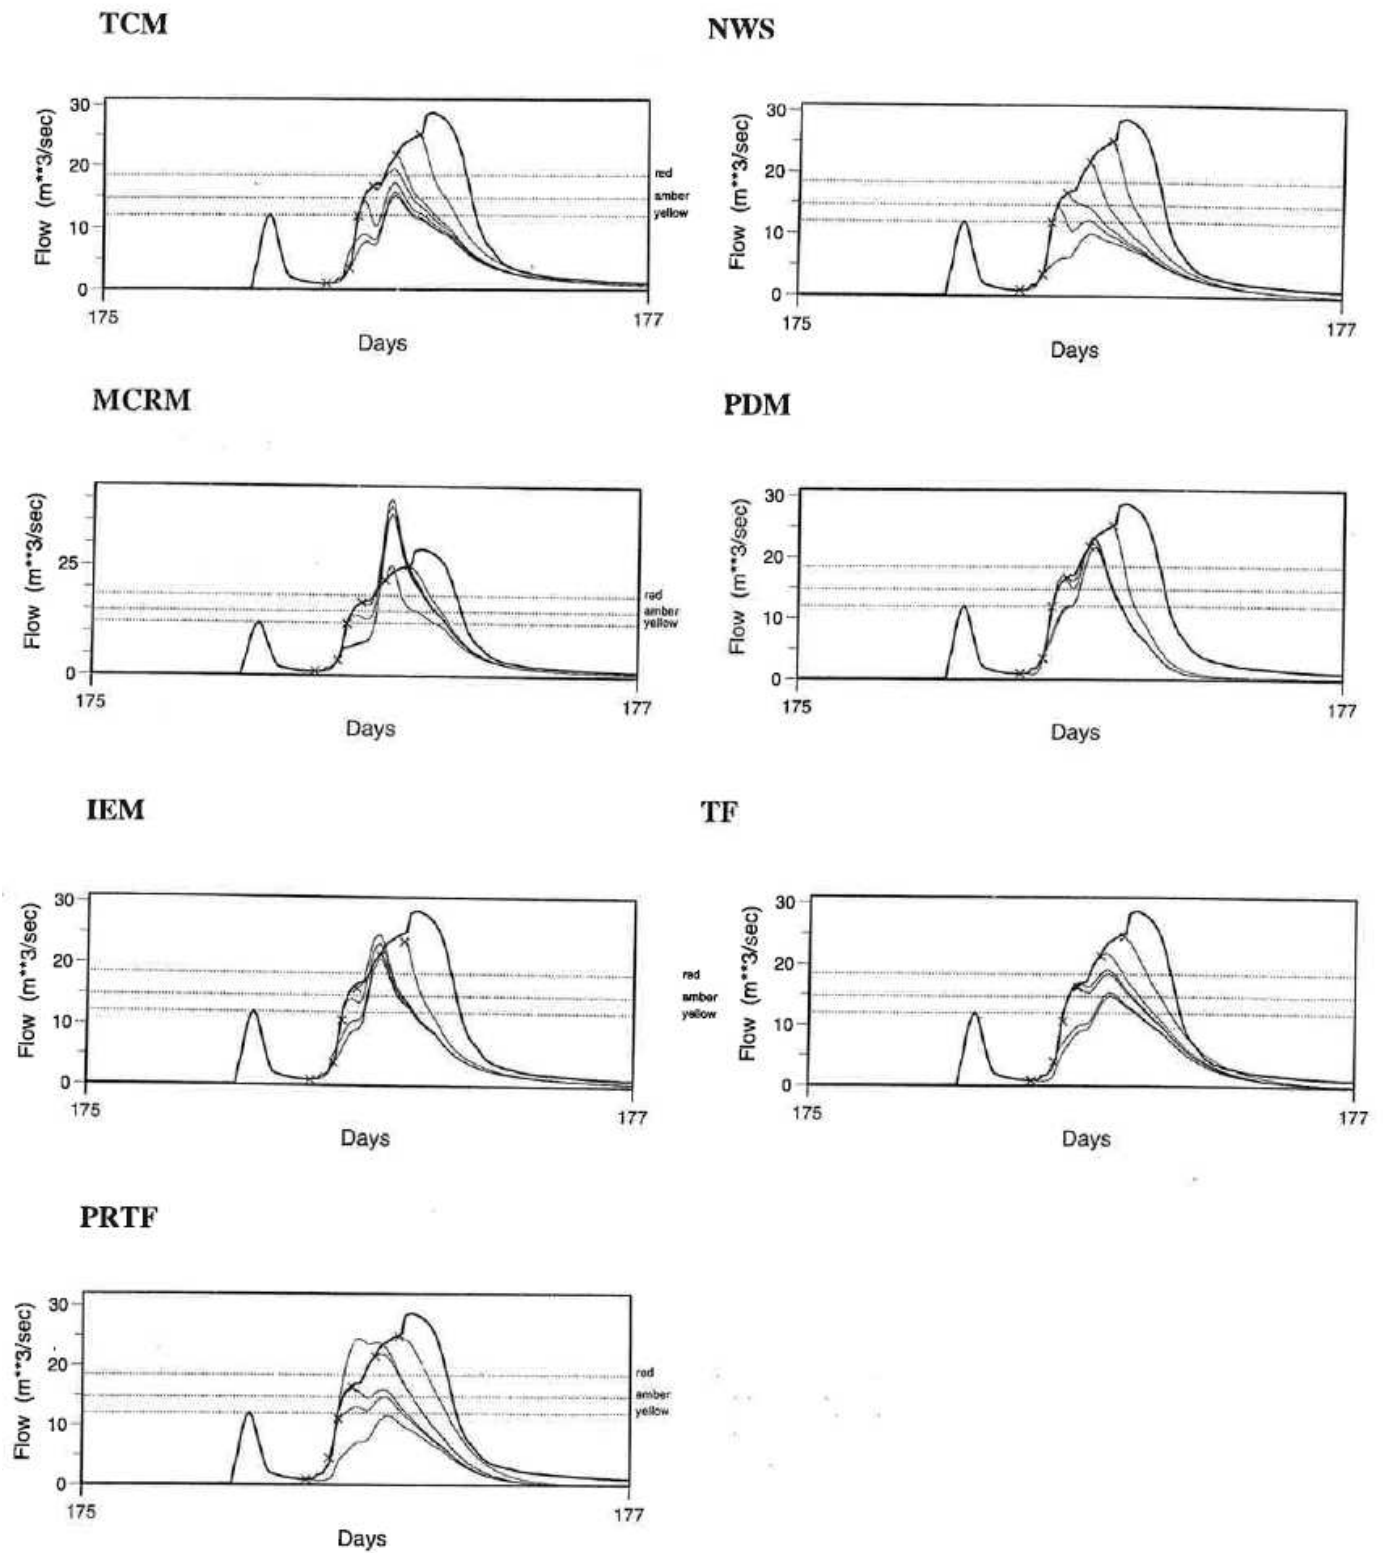 TCM
NWS
Flow (m**3/sec)
30
20
10
0
red
amber
yellow
175
177
Days
Flow (m**3/sec)
30
20
10
0
175
177
Days
MCRM
PDM
Flow (m**3/sec)
25
0
red
amber
yellow
175
177
Days
Flow (m**3/sec)
30
20
10
0
175
177
Days
IEM
TF
Flow (m**3/sec)
30
20
10
0
red
amber
yellow
175
177
Days
Flow (m**3/sec)
30
20
10
0
175
177
Days
PRTF
Flow (m**3/sec)
30
20
10
0
red
amber
yellow
175
177
Days